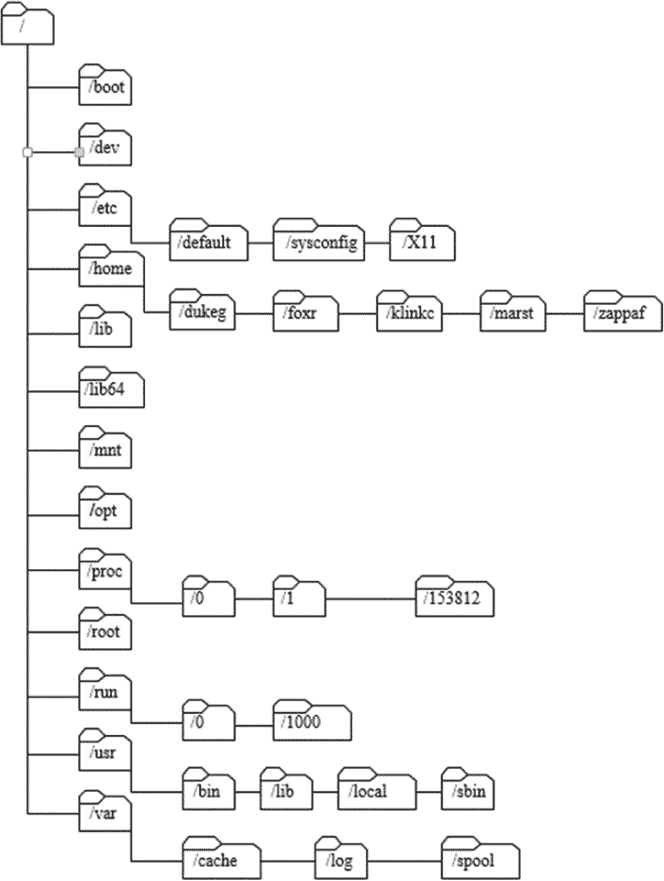 /
/boot
/dev
/etc
/default /sysconfig /X11
/home
/dukeg /foxr /klinkc /marst /zappaf
/lib
/lib64
/mnt
/opt
/proc
/0 /1 /153812
/root
/run
/0 /1000
/usr
/bin /lib /local /sbin
/var
/cache /log /spool